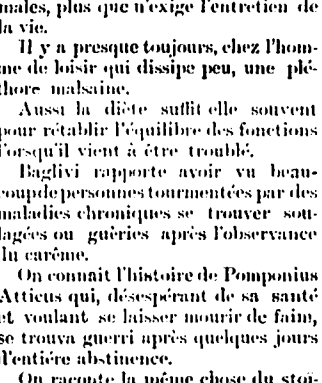 males, plus que n'exige l'entretien de
la vie.
Il y a presque toujours, chez l'hom-
me de loisir qui dissipe peu, une plé-
thore malsaine.
Aussi la diète suffit elle souvent
pour rétablir l'équilibre des fonctions
lorsqu'il vient à être troublé.
Baglivi rapporte avoir vu beau-
coup de personnes tourmentées par des
maladies chroniques se trouver sou-
lagées ou guéries après l'observance
du carême.
On connait l'histoire de Pomponius
Atticus qui, désespérant de sa santé
et voulant se laisser mourir de faim,
se trouva guerri après quelques jours
d'entiére abstinence.
On raconte la même chose du stoï-